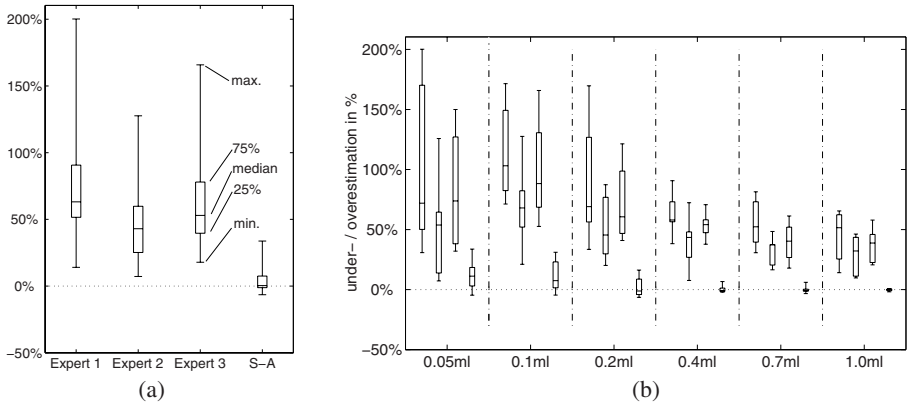 200%
150%
100%
50%
0%
−50%
max.
75%
median
25%
min.
Expert 1 Expert 2 Expert 3 S−A
(a)
under− / overestimation in %
200%
150%
100%
50%
0%
−50%
0.05ml 0.1ml 0.2ml 0.4ml 0.7ml 1.0ml
(b)